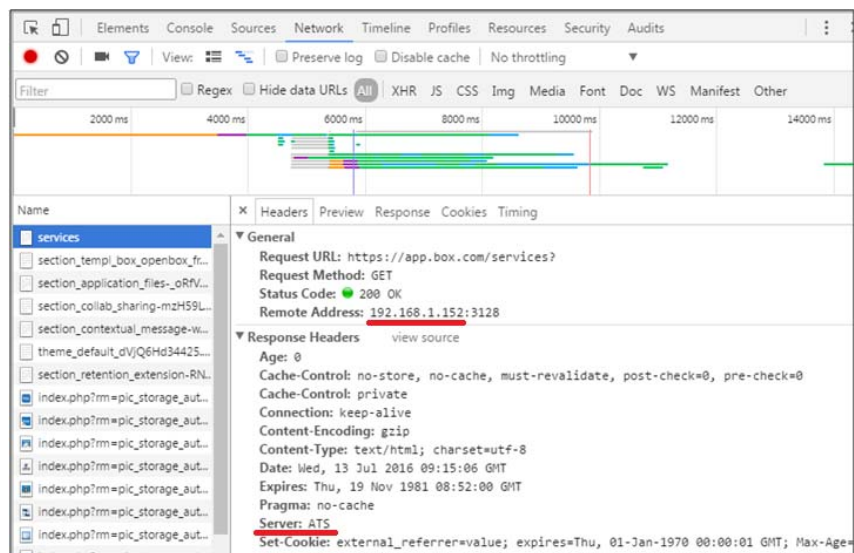 Elements Console Sources Network Timeline Profiles Resources Security Audits
View: Preserve log Disable cache No throttling
Filter Regex Hide data URLs All XHR JS CSS Img Media Font Doc WS Manifest Other
2000 ms 4000 ms 6000 ms 8000 ms 10000 ms 12000 ms 14000 ms
Name
services
section_templ_box_openbox_fr...
section_application_files-_oRfV...
section_collab_sharing-mzH59L...
section_contextual_message-w...
theme_default_dVjQ6Hd34425....
section_retention_extension-RN...
index.php?rm=pic_storage_aut...
index.php?rm=pic_storage_aut...
index.php?rm=pic_storage_aut...
index.php?rm=pic_storage_aut...
index.php?rm=pic_storage_aut...
index.php?rm=pic_storage_aut...
index.php?rm=pic_storage_aut...
× Headers Preview Response Cookies Timing
General
Request URL: https://app.box.com/services?
Request Method: GET
Status Code: 200 OK
Remote Address: 192.168.1.152:3128
Response Headers view source
Age: 0
Cache-Control: no-store, no-cache, must-revalidate, post-check=0, pre-check=0
Cache-Control: private
Connection: keep-alive
Content-Encoding: gzip
Content-Type: text/html; charset=utf-8
Date: Wed, 13 Jul 2016 09:15:06 GMT
Expires: Thu, 19 Nov 1981 08:52:00 GMT
Pragma: no-cache
Server: ATS
Set-Cookie: external_referrer=value; expires=Thu, 01-Jan-1970 00:00:01 GMT; Max-Age=